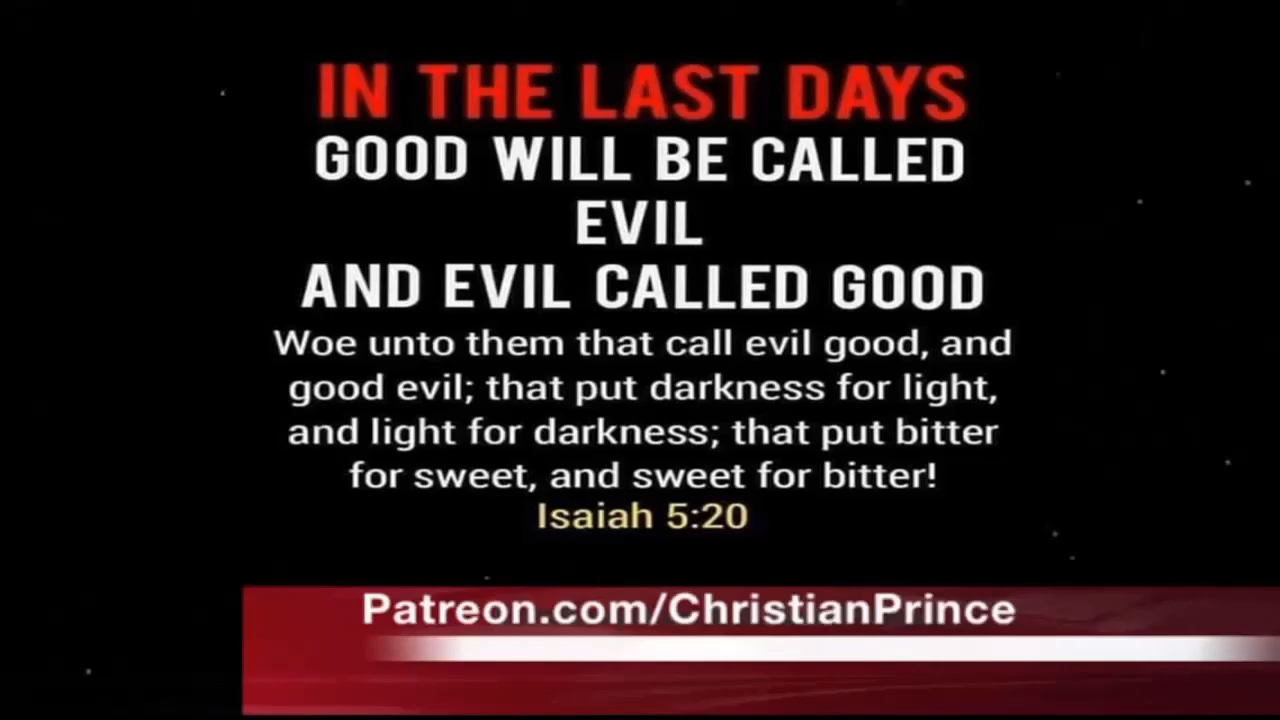 IN THE LAST DAYS
GOOD WILL BE CALLED
EVIL
AND EVIL CALLED GOOD
Woe unto them that call evil good, and
good evil; that put darkness for light,
and light for darkness; that put bitter
for sweet, and sweet for bitter!
Isaiah 5:20
Patreon.com/ChristianPrince